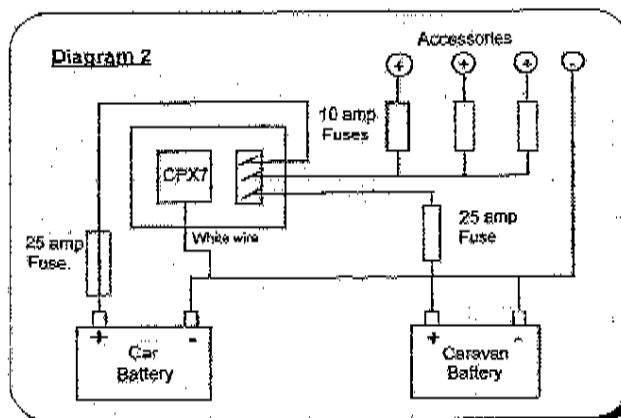 Diagram 2
Accessories
+ + + -
10 amp
Fuses
CPX7
White wire
25 amp
Fuse.
25 amp
Fuse
+ -
Car
Battery
+ -
Caravan
Battery